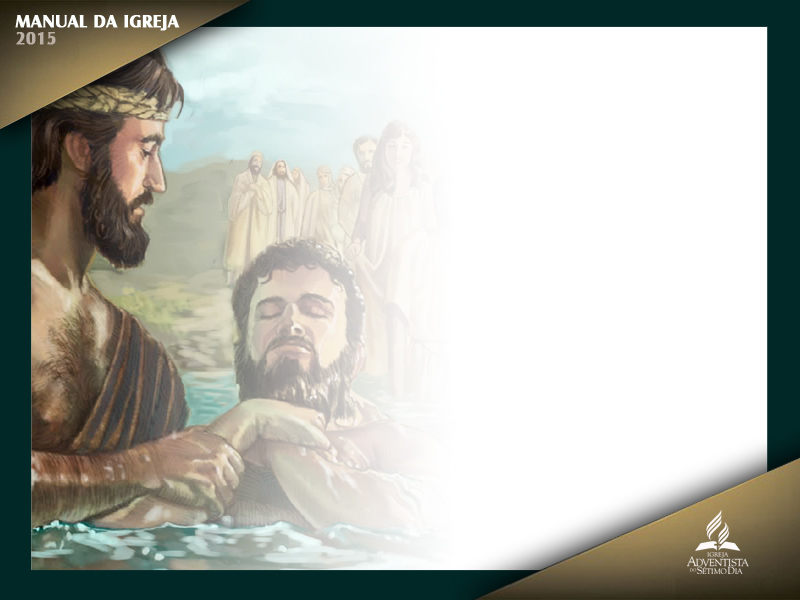 MANUAL DA IGREJA
2015
IGREJA
ADVENTISTA
DO SÉTIMO DIA